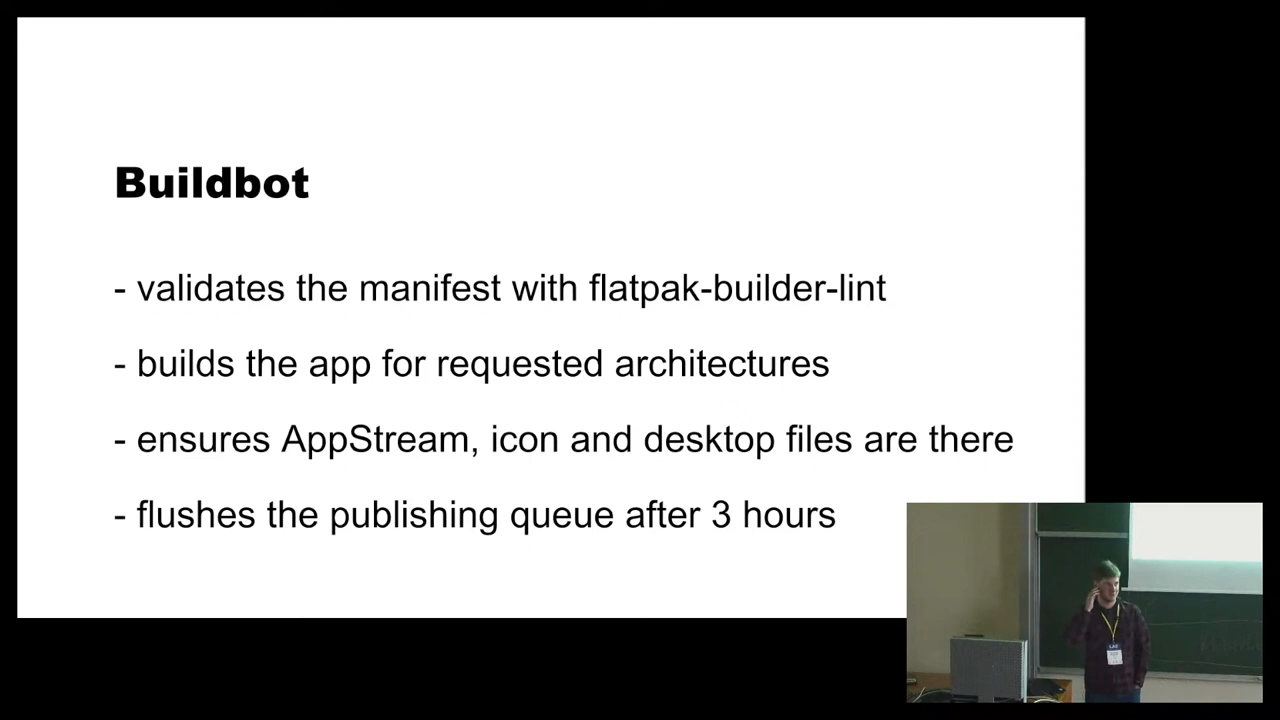 Buildbot
- validates the manifest with flatpak-builder-lint
- builds the app for requested architectures
- ensures AppStream, icon and desktop files are there
- flushes the publishing queue after 3 hours